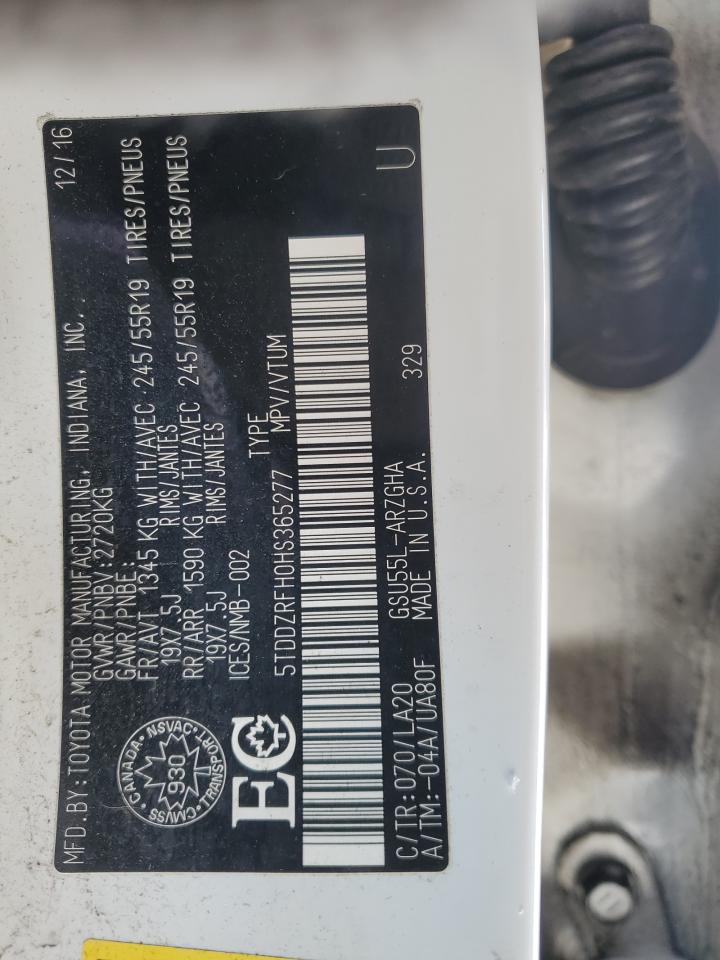 MFD.BY:TOYOTA MOTOR MANUFACTURING, INDIANA, INC. 12/16
GVWR/PNBV:2720KG
GAWR/PNBE:
FR/AVT 1345 KG WITH/AVEC 245/55R19 TIRES/PNEUS
19X7.5J RIMS/JANTES
RR/ARR 1590 KG WITH/AVEC 245/55R19 TIRES/PNEUS
19X7.5J RIMS/JANTES
ICES/NMB-002 TYPE
5TDDZRFH0HS365277 MPV/VTUM
CANADA · NSVAC · TRANSPORT · CMVSS
930
EC
C/TR:070/LA20 GSU55L-ARZGHA 329 U
A/TM:-04A/UA80F MADE IN U.S.A.